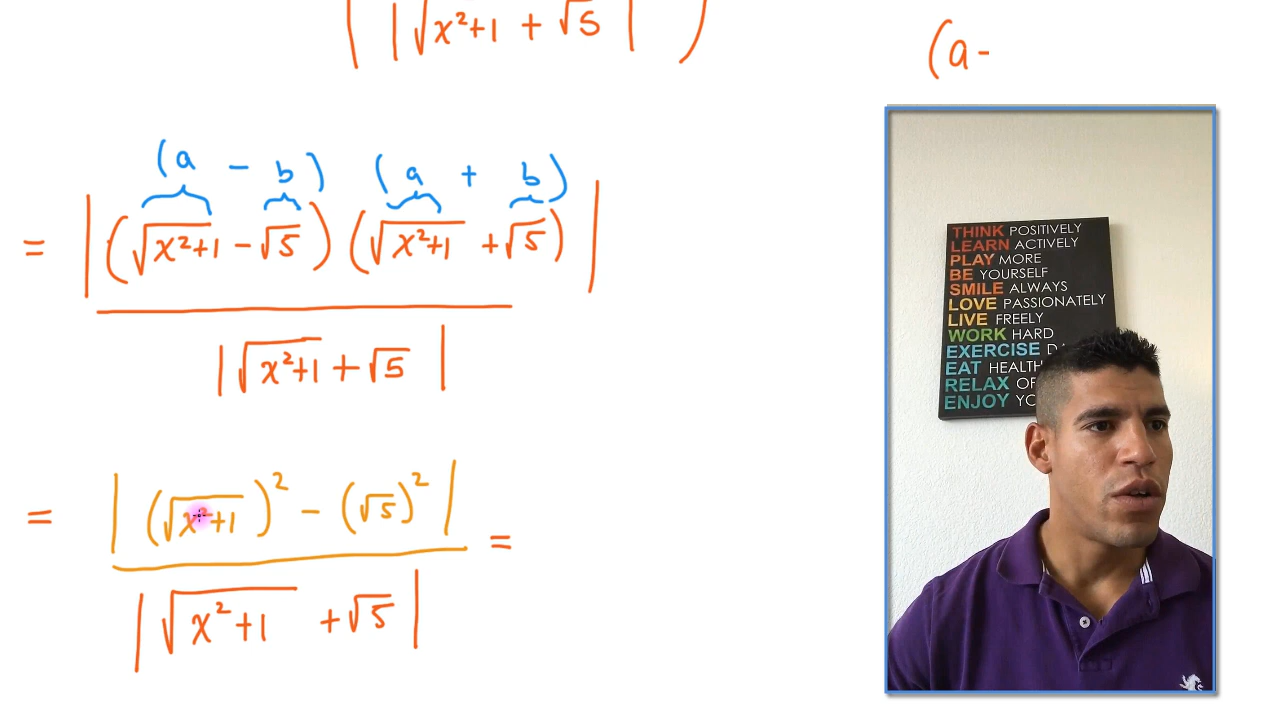 | |√x²+1 + √5 | )
(a -
(a - b) (a + b)
= |(√x²+1 - √5) (√x²+1 + √5)|
|√x²+1 + √5 |
= | (√x²+1)² - (√5)² | =
|√x²+1 + √5 |
THINK POSITIVELY
LEARN ACTIVELY
PLAY MORE
BE YOURSELF
SMILE ALWAYS
LOVE PASSIONATELY
LIVE FREELY
WORK HARD
EXERCISE
EAT
RELAX
ENJOY